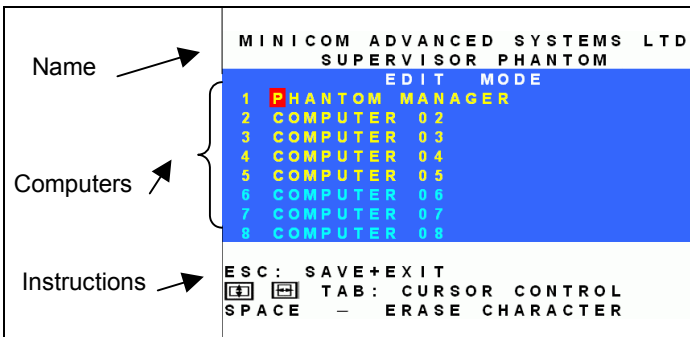 Name
Computers
Instructions
MINICOM ADVANCED SYSTEMS LTD
SUPERVISOR PHANTOM
EDIT MODE
1 PHANTOM MANAGER
2 COMPUTER 02
3 COMPUTER 03
4 COMPUTER 04
5 COMPUTER 05
6 COMPUTER 06
7 COMPUTER 07
8 COMPUTER 08
ESC: SAVE+EXIT
TAB: CURSOR CONTROL
SPACE – ERASE CHARACTER